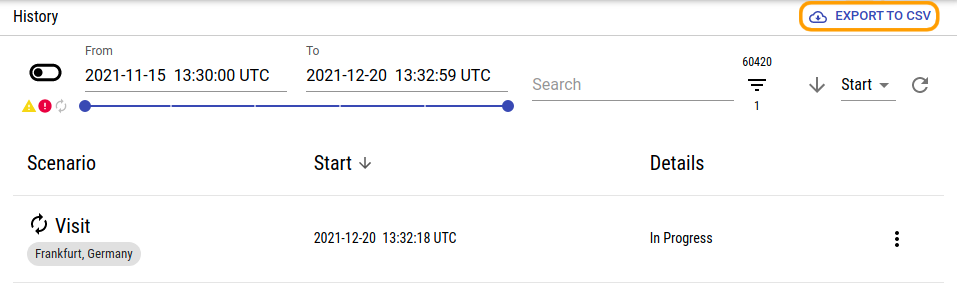 History
EXPORT TO CSV
From
To
2021-11-15 13:30:00 UTC
2021-12-20 13:32:59 UTC
Search
60420
1
Start
Scenario
Start
Details
Visit
Frankfurt, Germany
2021-12-20 13:32:18 UTC
In Progress